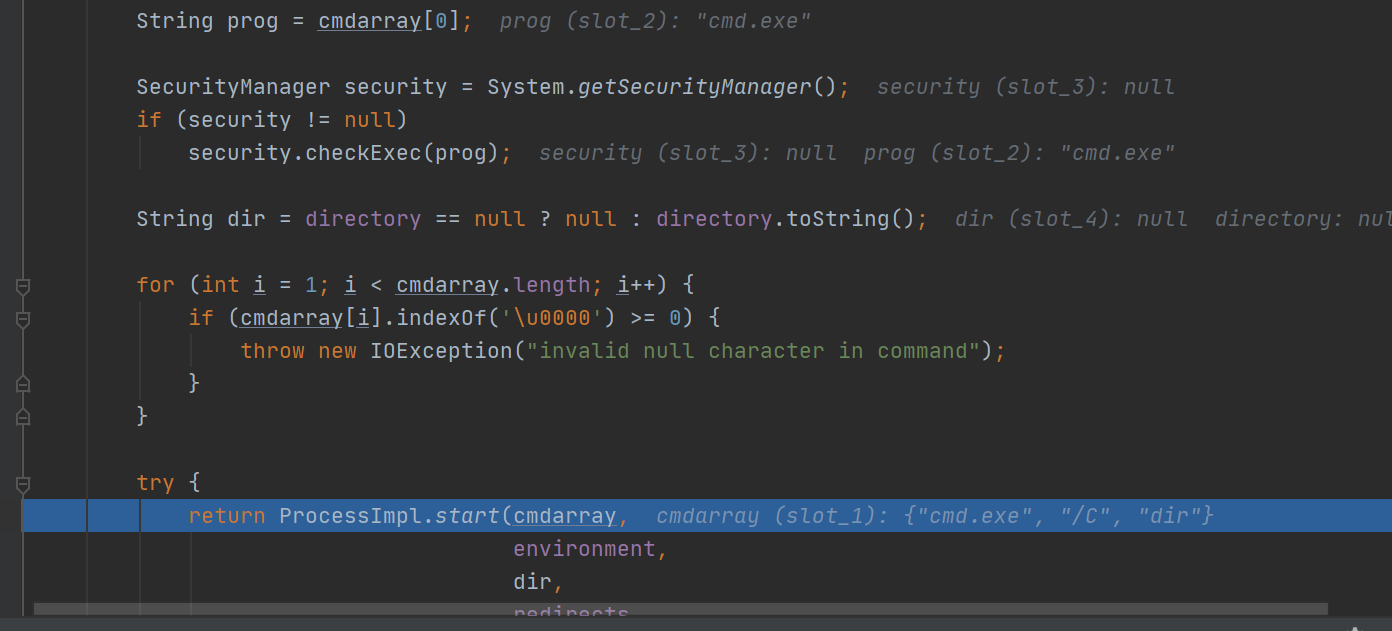 String prog = cmdarray[0];  prog (slot_2): "cmd.exe"
SecurityManager security = System.getSecurityManager();  security (slot_3): null
if (security != null)
security.checkExec(prog);  security (slot_3): null  prog (slot_2): "cmd.exe"
String dir = directory == null ? null : directory.toString();  dir (slot_4): null  directory: nul
for (int i = 1; i < cmdarray.length; i++) {
if (cmdarray[i].indexOf('\u0000') >= 0) {
throw new IOException("invalid null character in command");
}
}
try {
return ProcessImpl.start(cmdarray,  cmdarray (slot_1): {"cmd.exe", "/C", "dir"}
environment,
dir,
redirects